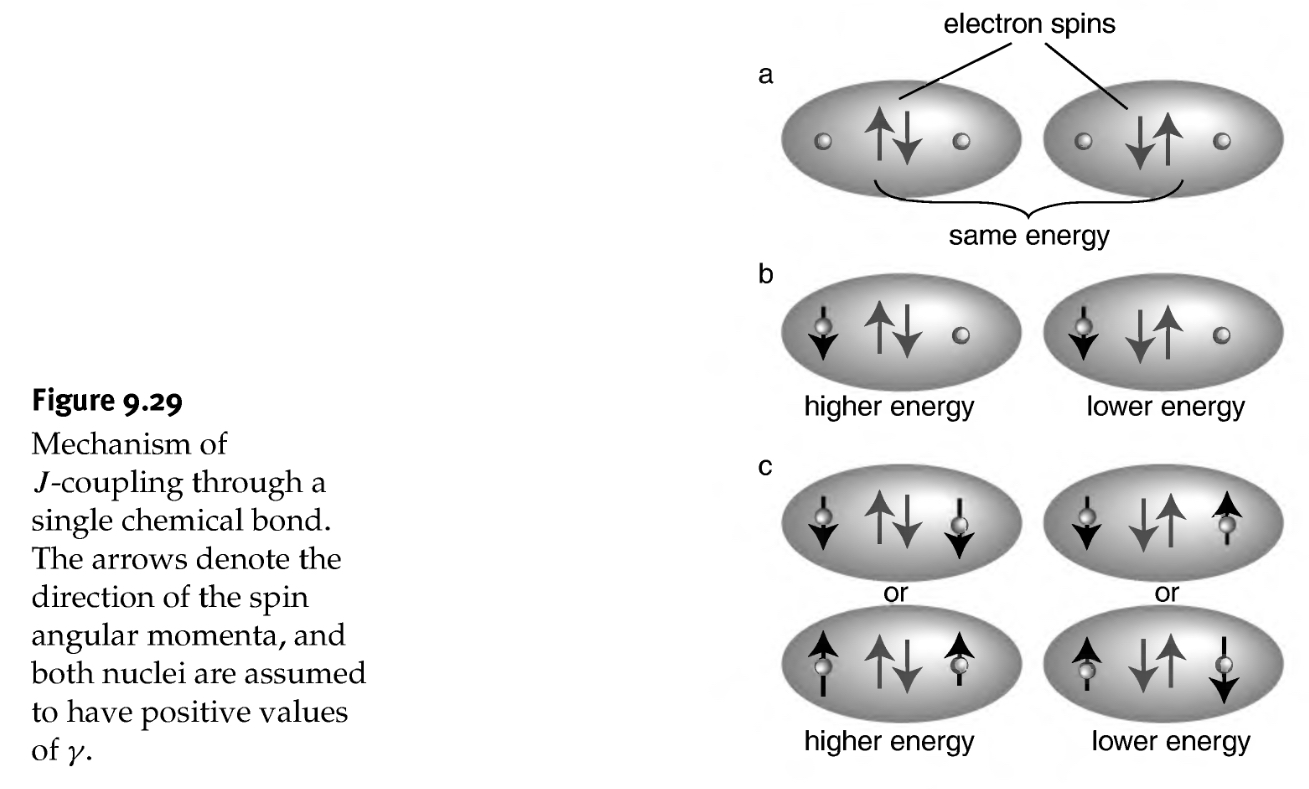 electron spins
a
same energy
b
higher energy lower energy
Figure 9.29
Mechanism of
J-coupling through a
single chemical bond.
The arrows denote the
direction of the spin
angular momenta, and
both nuclei are assumed
to have positive values
of γ.
c
or or
higher energy lower energy